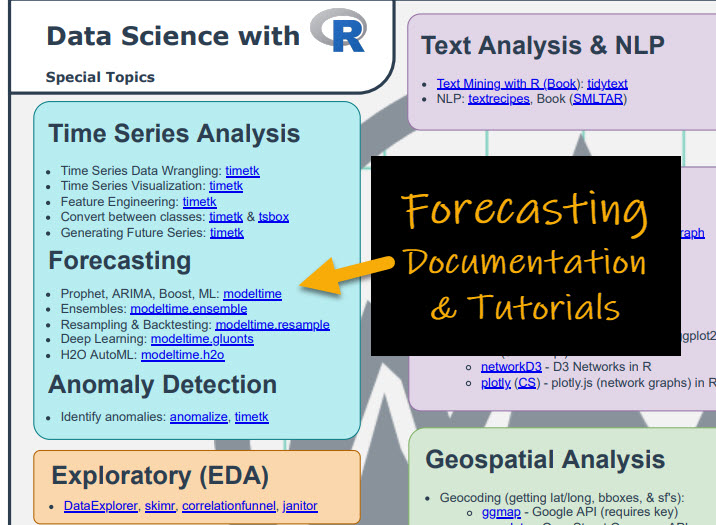 Data Science with R
Special Topics
Time Series Analysis
• Time Series Data Wrangling: timetk
• Time Series Visualization: timetk
• Feature Engineering: timetk
• Convert between classes: timetk & tsbox
• Generating Future Series: timetk
Forecasting
• Prophet, ARIMA, Boost, ML: modeltime
• Ensembles: modeltime.ensemble
• Resampling & Backtesting: modeltime.resample
• Deep Learning: modeltime.gluonts
• H2O AutoML: modeltime.h2o
Anomaly Detection
• Identify anomalies: anomalize, timetk
Exploratory (EDA)
• DataExplorer, skimr, correlationfunnel, janitor
Text Analysis & NLP
• Text Mining with R (Book): tidytext
• NLP: textrecipes, Book (SMLTAR)
Forecasting
Documentation
& Tutorials
raph
gplot2
networkD3 - D3 Networks in R
plotly (CS) - plotly.js (network graphs) in R
Geospatial Analysis
• Geocoding (getting lat/long, bboxes, & sf's):
ggmap - Google API (requires key)